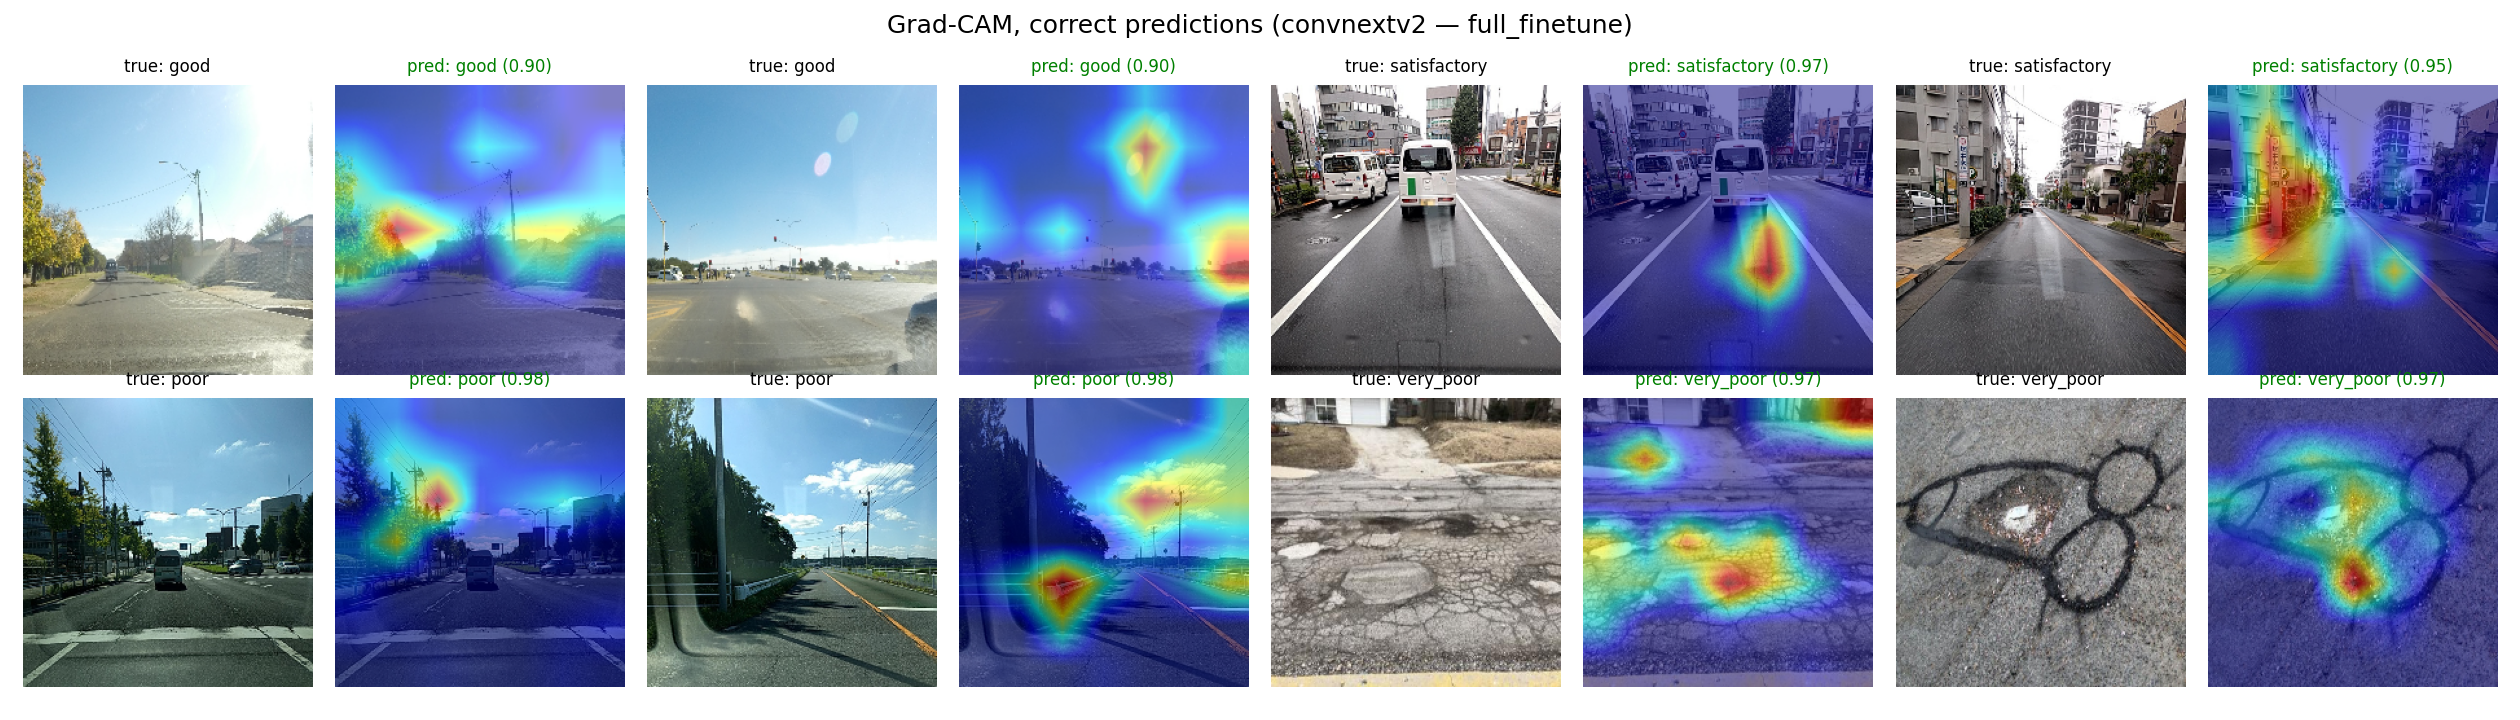 Grad-CAM, correct predictions (convnextv2 — full_finetune)
true: good
pred: good (0.90)
true: good
pred: good (0.90)
true: satisfactory
pred: satisfactory (0.97)
true: satisfactory
pred: satisfactory (0.95)
true: poor
pred: poor (0.98)
true: poor
pred: poor (0.98)
true: very_poor
pred: very_poor (0.97)
true: very_poor
pred: very_poor (0.97)